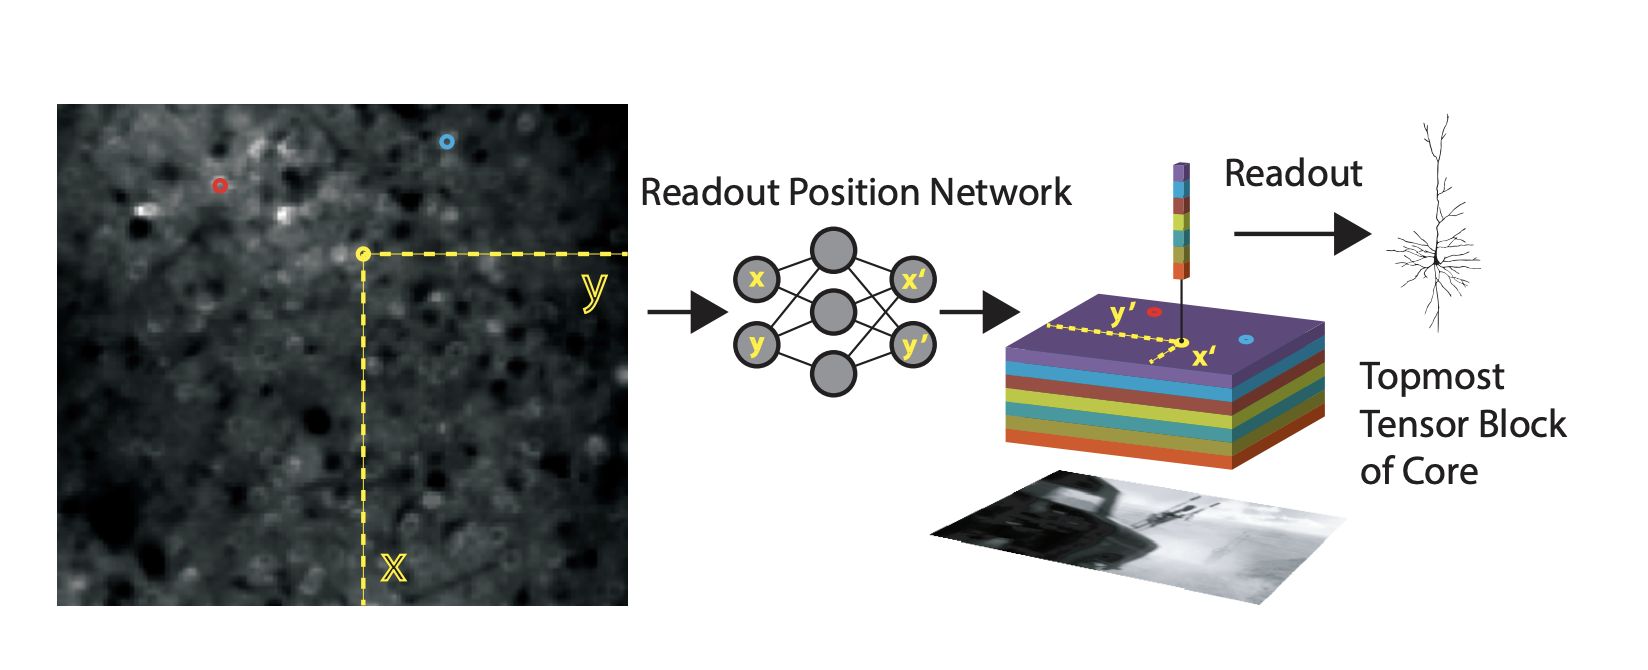 y
x
Readout Position Network
x
y
x′
y′
Readout
y′
x′
Topmost
Tensor Block
of Core